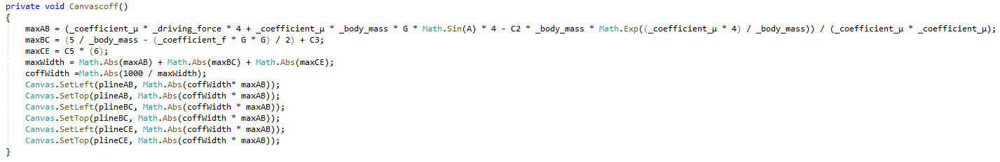 private void Canvascoff()
{
maxAB = (_coefficient_μ * _driving_force * 4 + _coefficient_μ * _body_mass * G * Math.Sin(A) * 4 - C2 * _body_mass * Math.Exp((_coefficient_μ * 4) / _body_mass)) / (_coefficient_μ * _coefficient_μ);
maxBC = (5 / _body_mass - (_coefficient_f * G * G) / 2) + C3;
maxCE = C5 * (6);
maxWidth = Math.Abs(maxAB) + Math.Abs(maxBC) + Math.Abs(maxCE);
coffWidth =Math.Abs(1000 / maxWidth);
Canvas.SetLeft(plineAB, Math.Abs(coffWidth* maxAB));
Canvas.SetTop(plineAB, Math.Abs(coffWidth * maxAB));
Canvas.SetLeft(plineBC, Math.Abs(coffWidth * maxAB));
Canvas.SetTop(plineBC, Math.Abs(coffWidth * maxAB));
Canvas.SetLeft(plineCE, Math.Abs(coffWidth * maxAB));
Canvas.SetTop(plineCE, Math.Abs(coffWidth * maxAB));
}